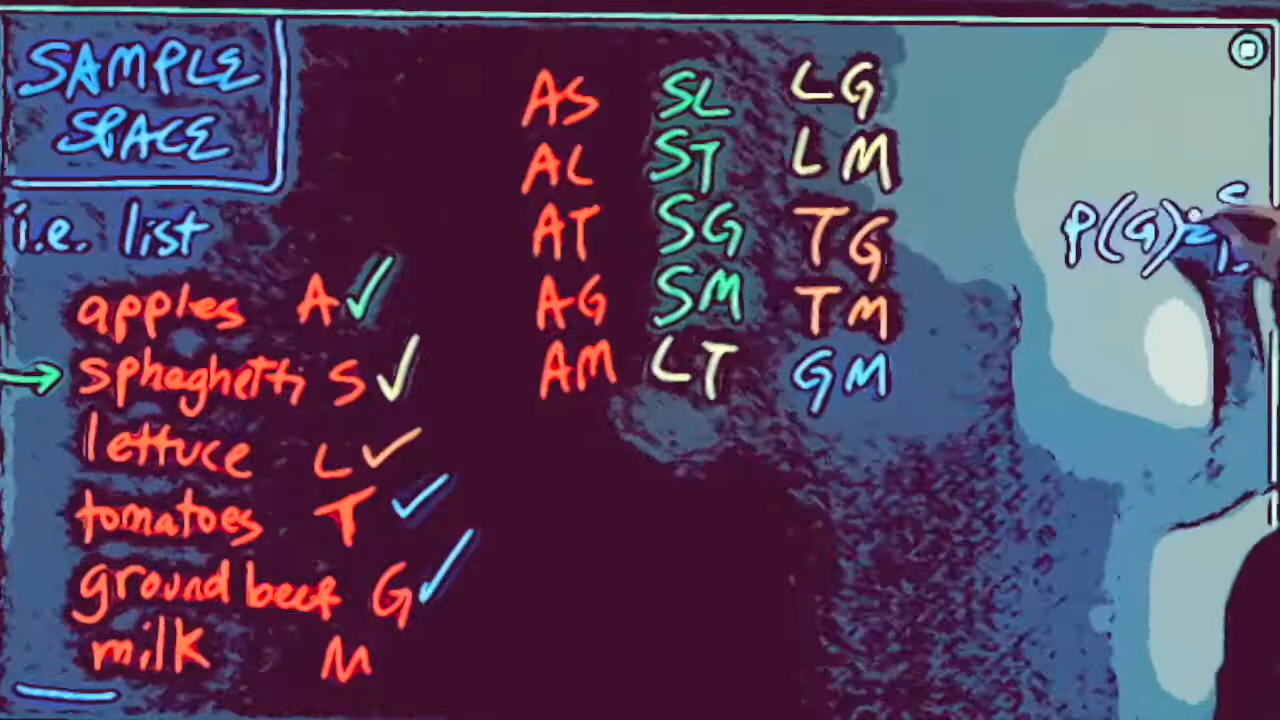 SAMPLE
SPACE
i.e. list
apples A
sphaghetti S
lettuce L
tomatoes T
ground beef G
milk M
AS SL LG
AL ST LM
AT SG TG
AG SM TM
AM LT GM
P(G)=